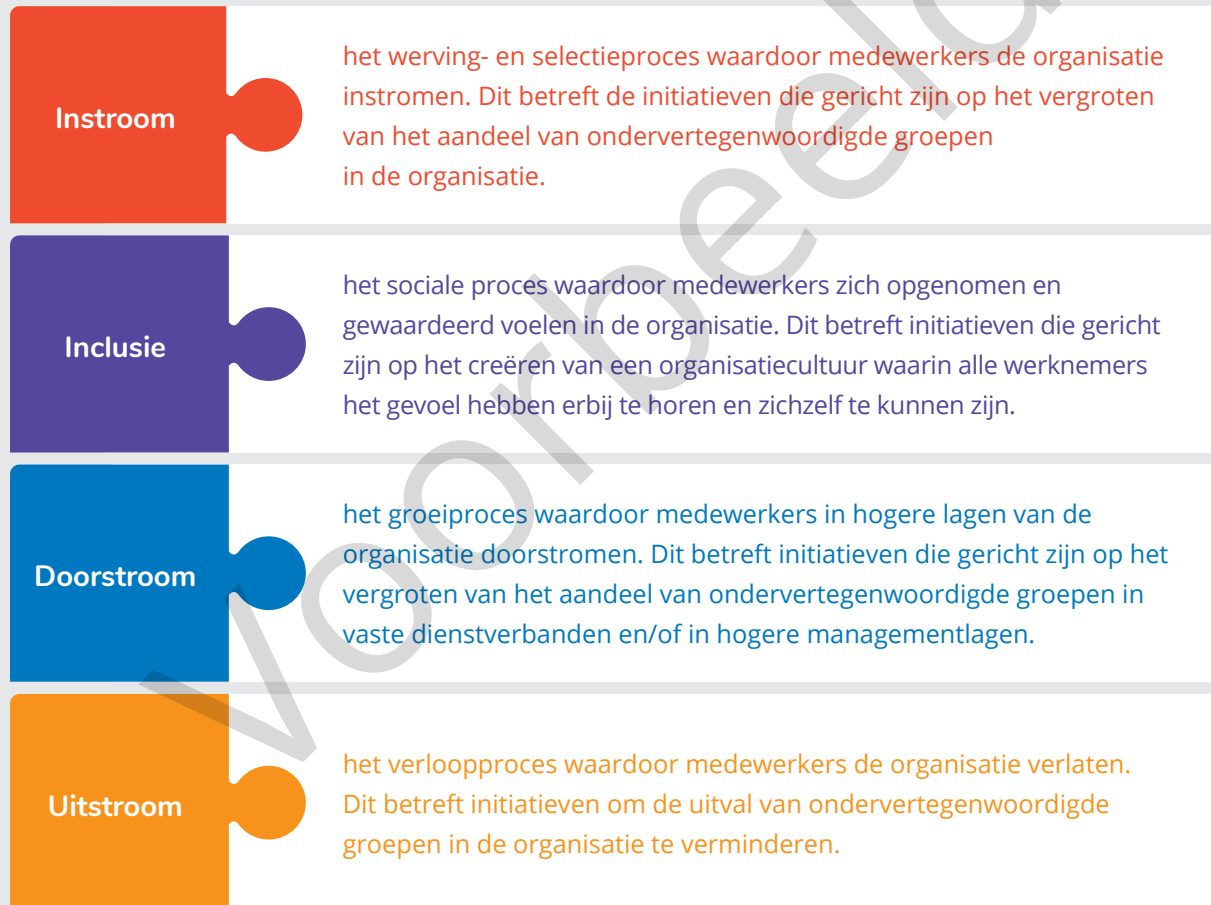 Instroom
het werving- en selectieproces waardoor medewerkers de organisatie
instromen. Dit betreft de initiatieven die gericht zijn op het vergroten
van het aandeel van ondervertegenwoordigde groepen
in de organisatie.
Inclusie
het sociale proces waardoor medewerkers zich opgenomen en
gewaardeerd voelen in de organisatie. Dit betreft initiatieven die gericht
zijn op het creëren van een organisatiecultuur waarin alle werknemers
het gevoel hebben erbij te horen en zichzelf te kunnen zijn.
Doorstroom
het groeiproces waardoor medewerkers in hogere lagen van de
organisatie doorstromen. Dit betreft initiatieven die gericht zijn op het
vergroten van het aandeel van ondervertegenwoordigde groepen in
vaste dienstverbanden en/of in hogere managementlagen.
Uitstroom
het verloopproces waardoor medewerkers de organisatie verlaten.
Dit betreft initiatieven om de uitval van ondervertegenwoordigde
groepen in de organisatie te verminderen.
Voorbeeld